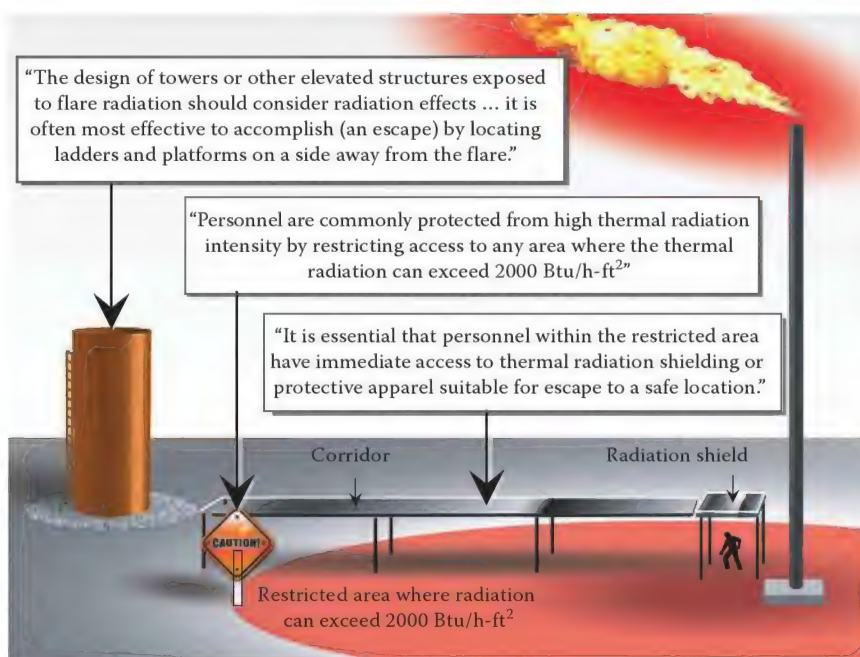 “The design of towers or other elevated structures exposed
to flare radiation should consider radiation effects ... it is
often most effective to accomplish (an escape) by locating
ladders and platforms on a side away from the flare.”
“Personnel are commonly protected from high thermal radiation
intensity by restricting access to any area where the thermal
radiation can exceed 2000 Btu/h-ft²”
“It is essential that personnel within the restricted area
have immediate access to thermal radiation shielding or
protective apparel suitable for escape to a safe location.”
Corridor
Radiation shield
CAUTION!
Restricted area where radiation
can exceed 2000 Btu/h-ft²